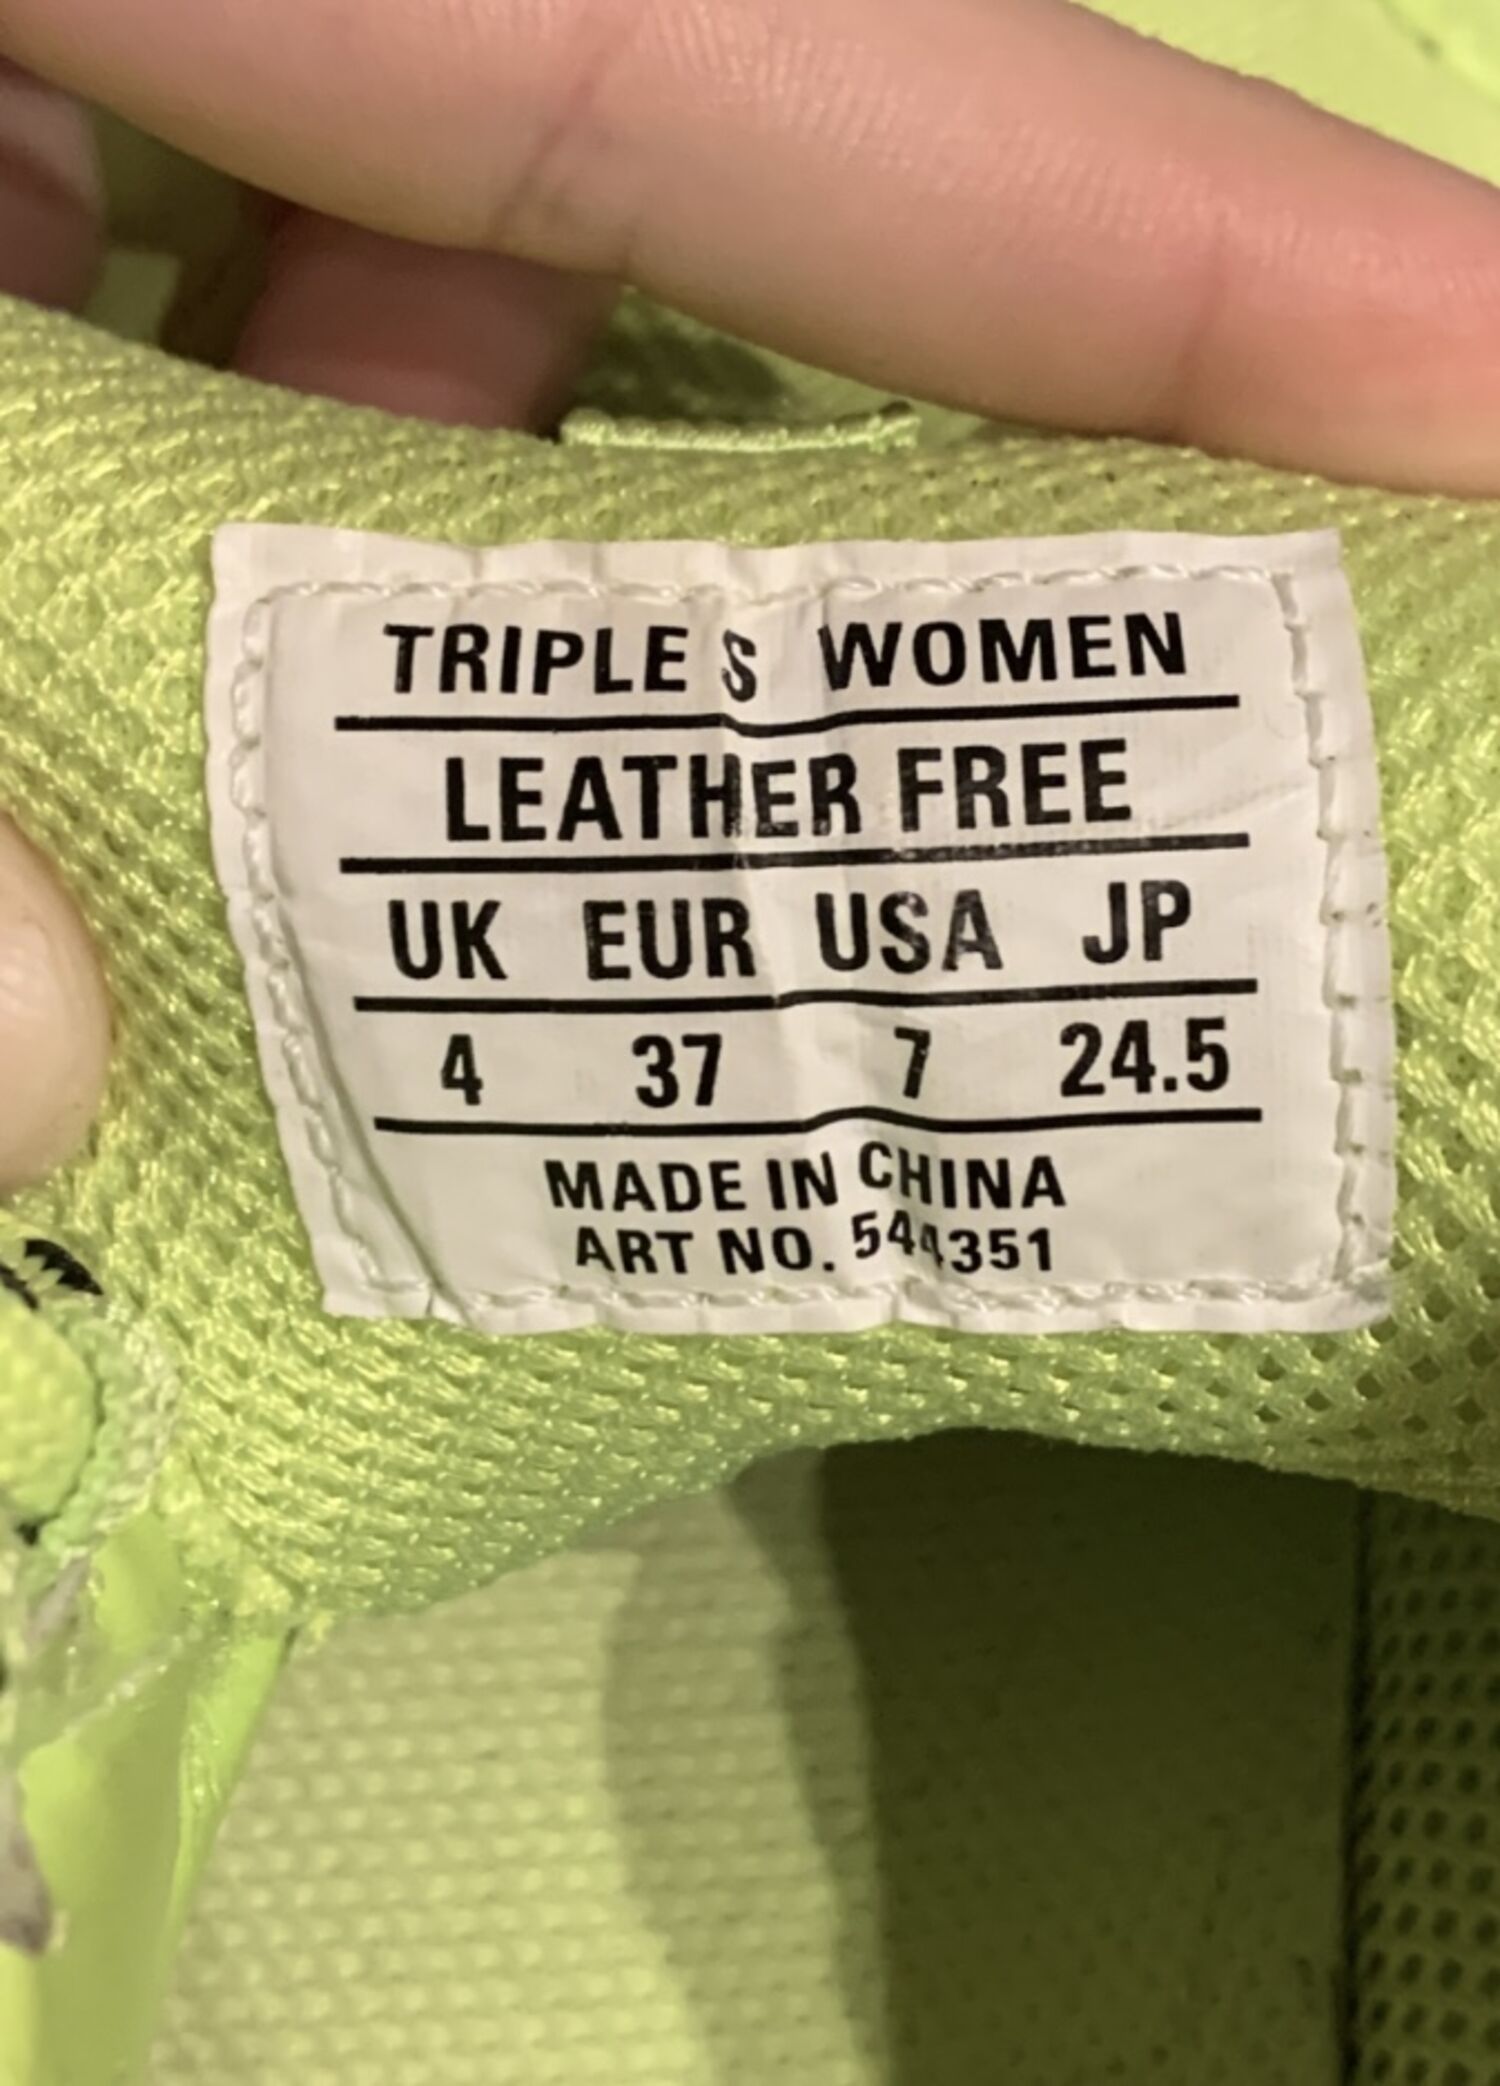 TRIPLE S WOMEN
LEATHER FREE
UK EUR USA JP
4 37 7 24.5
MADE IN CHINA
ART NO. 544351